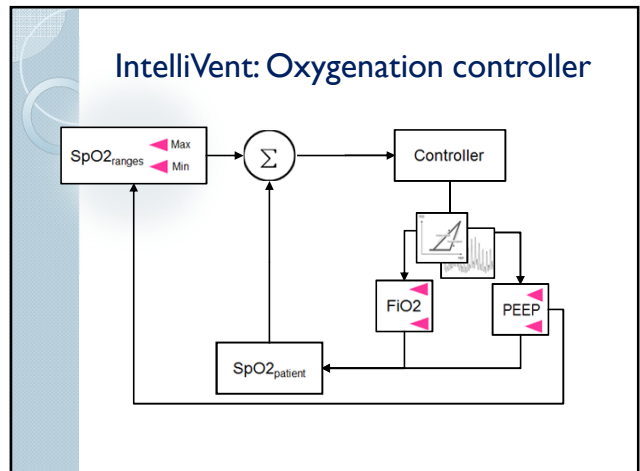 IntelliVent: Oxygenation controller
SpO2ranges
Max
Min
Σ
Controller
FiO2
PEEP
SpO2patient